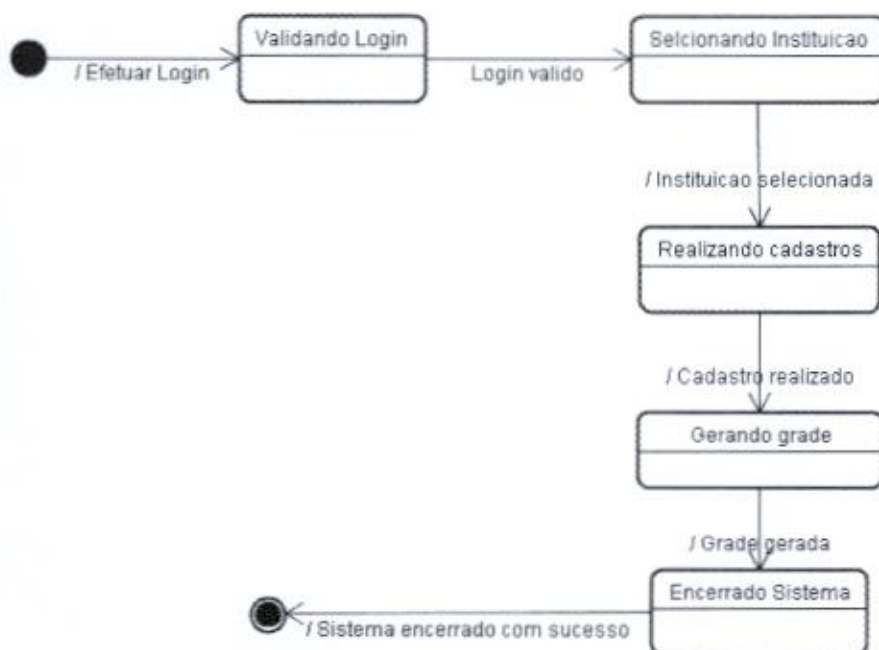 Validando Login
Selcionando Instituicao
/ Efetuar Login
Login valido
/ Instituicao selecionada
Realizando cadastros
/ Cadastro realizado
Gerando grade
/ Grade gerada
Encerrado Sistema
/ Sistema encerrado com sucesso